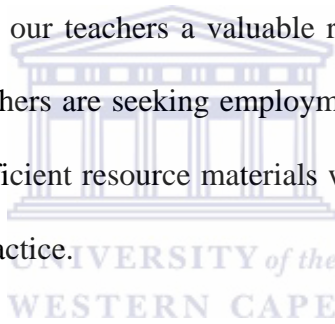 our teachers a valuable
hers are seeking employm
ficient resource materials
actice.
UNIVERSITY of the
WESTERN CAPE